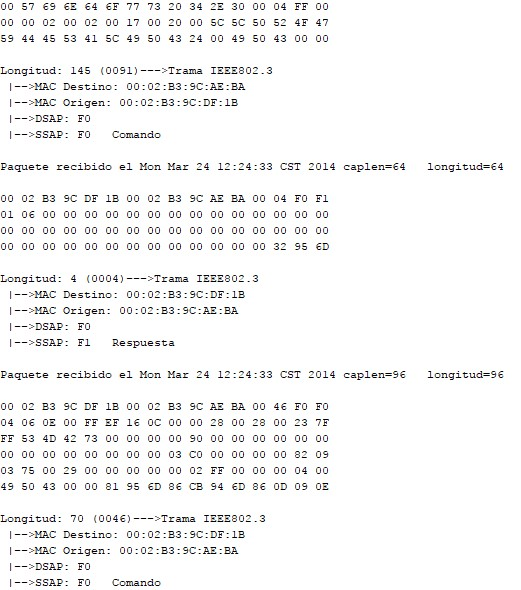 00 57 69 6E 64 6F 77 73 20 34 2E 30 00 04 FF 00
00 00 02 00 02 00 17 00 20 00 5C 5C 50 52 4F 47
59 44 45 53 41 5C 49 50 43 24 00 49 50 43 00 00
Longitud: 145 (0091)--->Trama IEEE802.3
|-->MAC Destino: 00:02:B3:9C:AE:BA
|-->MAC Origen: 00:02:B3:9C:DF:1B
|-->DSAP: F0
|-->SSAP: F0 Comando
Paquete recibido el Mon Mar 24 12:24:33 CST 2014 caplen=64 longitud=64
00 02 B3 9C DF 1B 00 02 B3 9C AE BA 00 04 F0 F1
01 06 00 00 00 00 00 00 00 00 00 00 00 00 00 00
00 00 00 00 00 00 00 00 00 00 00 00 00 00 00 00
00 00 00 00 00 00 00 00 00 00 00 00 00 32 95 6D
Longitud: 4 (0004)--->Trama IEEE802.3
|-->MAC Destino: 00:02:B3:9C:DF:1B
|-->MAC Origen: 00:02:B3:9C:AE:BA
|-->DSAP: F0
|-->SSAP: F1 Respuesta
Paquete recibido el Mon Mar 24 12:24:33 CST 2014 caplen=96 longitud=96
00 02 B3 9C DF 1B 00 02 B3 9C AE BA 00 46 F0 F0
04 06 0E 00 FF EF 16 0C 00 00 28 00 28 00 23 7F
FF 53 4D 42 73 00 00 00 00 90 00 00 00 00 00 00
00 00 00 00 00 00 00 00 03 C0 00 00 00 00 82 09
03 75 00 29 00 00 00 00 00 02 FF 00 00 00 04 00
49 50 43 00 00 81 95 6D 86 CB 94 6D 86 0D 09 0E
Longitud: 70 (0046)--->Trama IEEE802.3
|-->MAC Destino: 00:02:B3:9C:DF:1B
|-->MAC Origen: 00:02:B3:9C:AE:BA
|-->DSAP: F0
|-->SSAP: F0 Comando